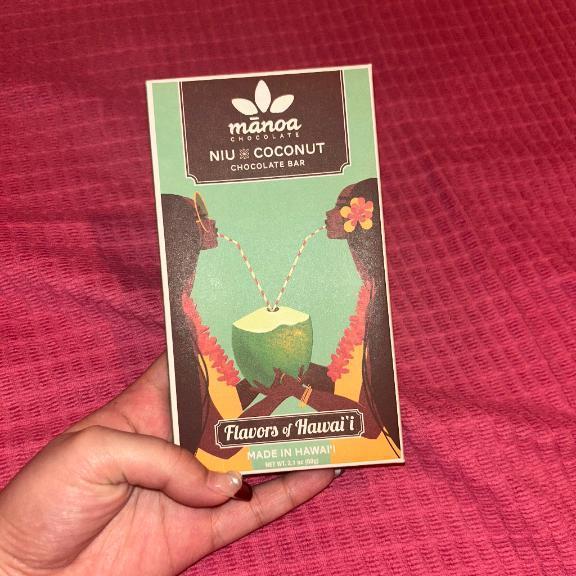 mānoa
CHOCOLATE
NIU COCONUT
CHOCOLATE BAR
Flavors of Hawai'i
MADE IN HAWAI'I
NET WT. 2.1 oz (60g)